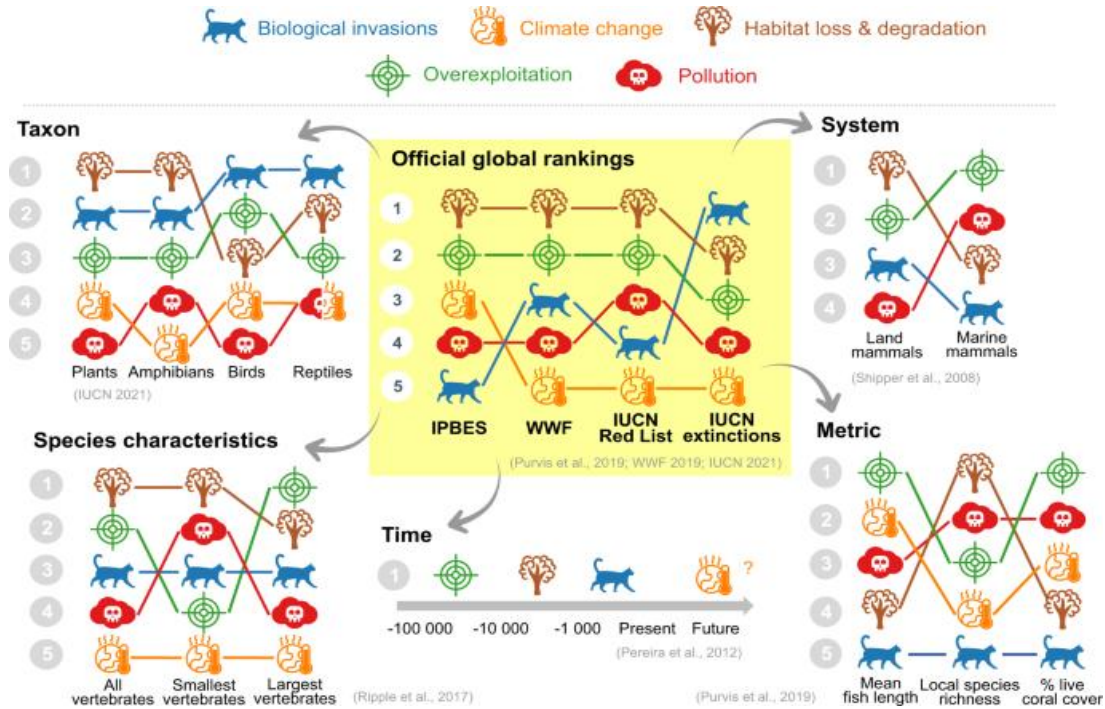 Biological invasions
Climate change
Habitat loss & degradation
Overexploitation
Pollution
Taxon
1
2
3
4
5
Plants Amphibians Birds Reptiles
(IUCN 2021)
Official global rankings
1
2
3
4
5
IPBES WWF IUCN Red List IUCN extinctions
(Purvis et al., 2019; WWF 2019; IUCN 2021)
System
1
2
3
4
Land mammals
Marine mammals
(Shipper et al., 2008)
Species characteristics
1
2
3
4
5
All vertebrates
Smallest vertebrates
Largest vertebrates
(Ripple et al., 2017)
Time
1
?
-100 000 -10 000 -1 000 Present Future
(Pereira et al., 2012)
Metric
1
2
3
4
5
Mean fish length
Local species richness
% live coral cover
(Purvis et al., 2019)